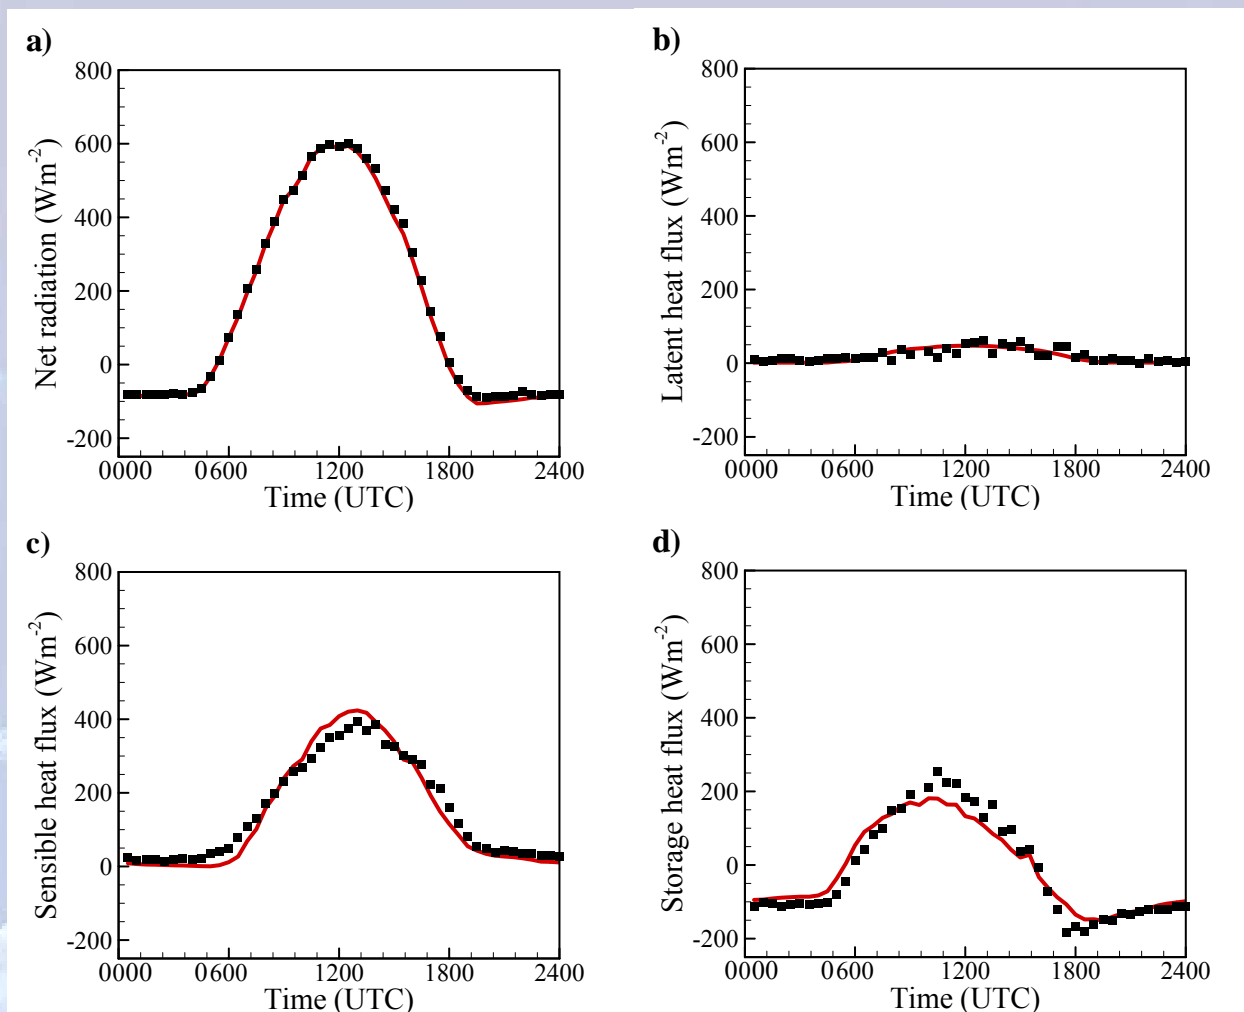 a)
Net radiation (Wm-2)
800
600
400
200
0
-200
0000 0600 1200 1800 2400
Time (UTC)
b)
Latent heat flux (Wm-2)
800
600
400
200
0
-200
0000 0600 1200 1800 2400
Time (UTC)
c)
Sensible heat flux (Wm-2)
800
600
400
200
0
-200
0000 0600 1200 1800 2400
Time (UTC)
d)
Storage heat flux (Wm-2)
800
600
400
200
0
-200
0000 0600 1200 1800 2400
Time (UTC)